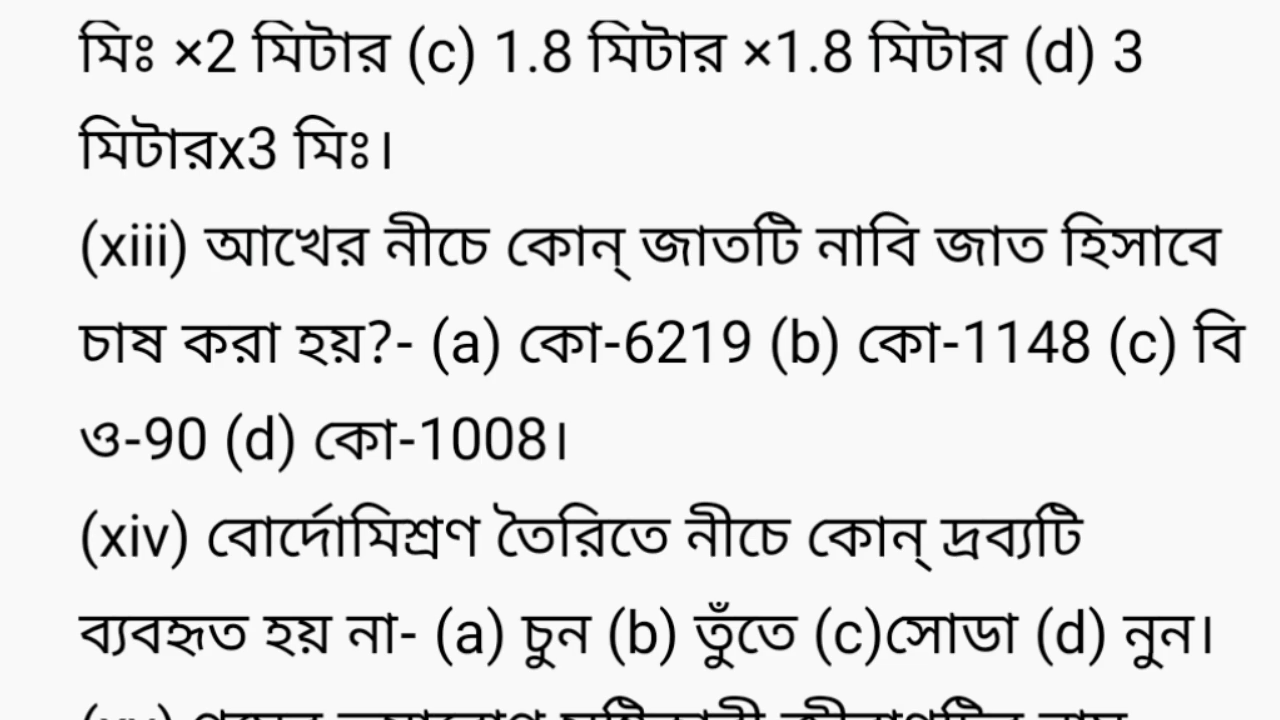 মিঃ ×2 মিটার (c) 1.8 মিটার ×1.8 মিটার (d) 3
মিটারx3 মিঃ।
(xiii) আখের নীচে কোন্ জাতটি নাবি জাত হিসাবে
চাষ করা হয়?- (a) কো-6219 (b) কো-1148 (c) বি
ও-90 (d) কো-1008।
(xiv) বোর্দোমিশ্রণ তৈরিতে নীচে কোন্ দ্রব্যটি
ব্যবহৃত হয় না- (a) চুন (b) তুঁতে (c)সোডা (d) নুন।